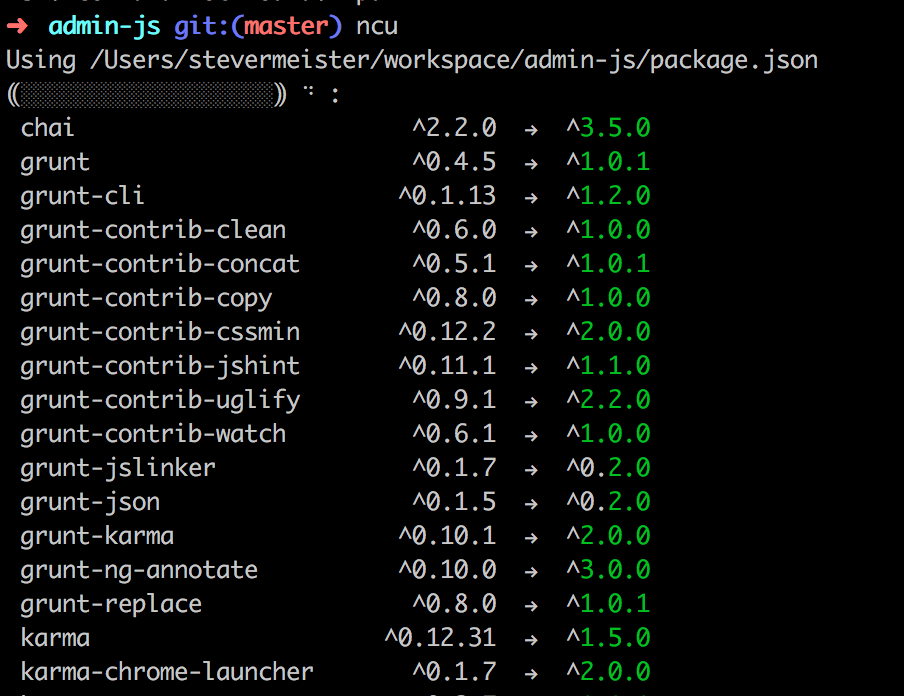 ➜ admin-js git:(master) ncu
Using /Users/stevermeister/workspace/admin-js/package.json
⸨░░░░░░░░░░░░░░░░░░⸩ ⠙ :
chai ^2.2.0 → ^3.5.0
grunt ^0.4.5 → ^1.0.1
grunt-cli ^0.1.13 → ^1.2.0
grunt-contrib-clean ^0.6.0 → ^1.0.0
grunt-contrib-concat ^0.5.1 → ^1.0.1
grunt-contrib-copy ^0.8.0 → ^1.0.0
grunt-contrib-cssmin ^0.12.2 → ^2.0.0
grunt-contrib-jshint ^0.11.1 → ^1.1.0
grunt-contrib-uglify ^0.9.1 → ^2.2.0
grunt-contrib-watch ^0.6.1 → ^1.0.0
grunt-jslinker ^0.1.7 → ^0.2.0
grunt-json ^0.1.5 → ^0.2.0
grunt-karma ^0.10.1 → ^2.0.0
grunt-ng-annotate ^0.10.0 → ^3.0.0
grunt-replace ^0.8.0 → ^1.0.1
karma ^0.12.31 → ^1.5.0
karma-chrome-launcher ^0.1.7 → ^2.0.0